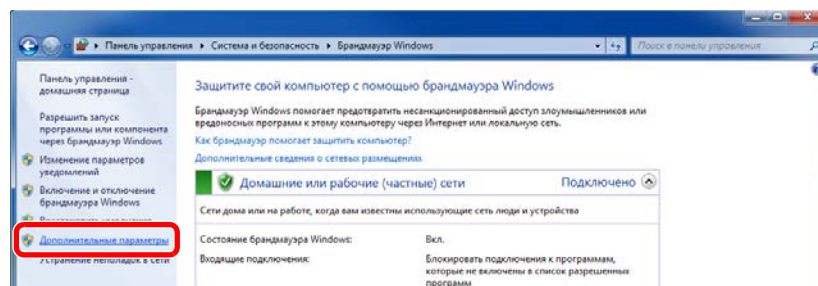 Панель управления ▸ Система и безопасность ▸ Брандмауэр Windows
Поиск в панели управления
Панель управления -
домашняя страница
Разрешить запуск
программы или компонента
через брандмауэр Windows
Изменение параметров
уведомлений
Включение и отключение
брандмауэра Windows
Дополнительные параметры
Устранение неполадок в сети
Защитите свой компьютер с помощью брандмауэра Windows
Брандмауэр Windows помогает предотвратить несанкционированный доступ злоумышленников или
вредоносных программ к этому компьютеру через Интернет или локальную сеть.
Как брандмауэр помогает защитить компьютер?
Дополнительные сведения о сетевых размещениях
Домашние или рабочие (частные) сети Подключено
Сети дома или на работе, когда вам известны использующие сеть люди и устройства
Состояние брандмауэра Windows: Вкл.
Входящие подключения: Блокировать подключения к программам,
которые не включены в список разрешенных
программ